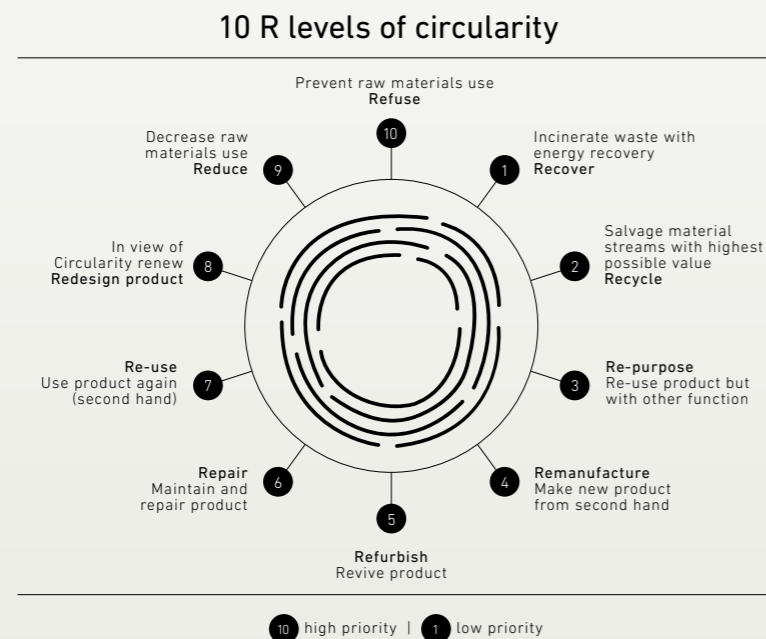 10 R levels of circularity
Prevent raw materials use
Refuse
10
Incinerate waste with
energy recovery
Recover
1
Salvage material
streams with highest
possible value
Recycle
2
Re-purpose
Re-use product but
with other function
3
Remanufacture
Make new product
from second hand
4
5
Refurbish
Revive product
Repair
Maintain and
repair product
6
Re-use
Use product again
(second hand)
7
In view of
Circularity renew
Redesign product
8
Decrease raw
materials use
Reduce
9
10 high priority | 1 low priority